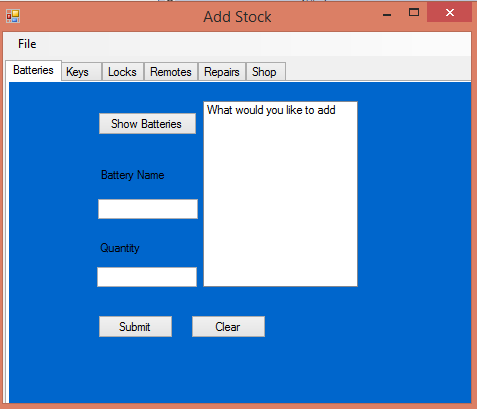 Add Stock
File
Batteries Keys Locks Remotes Repairs Shop
Show Batteries
What would you like to add
Battery Name
Quantity
Submit Clear